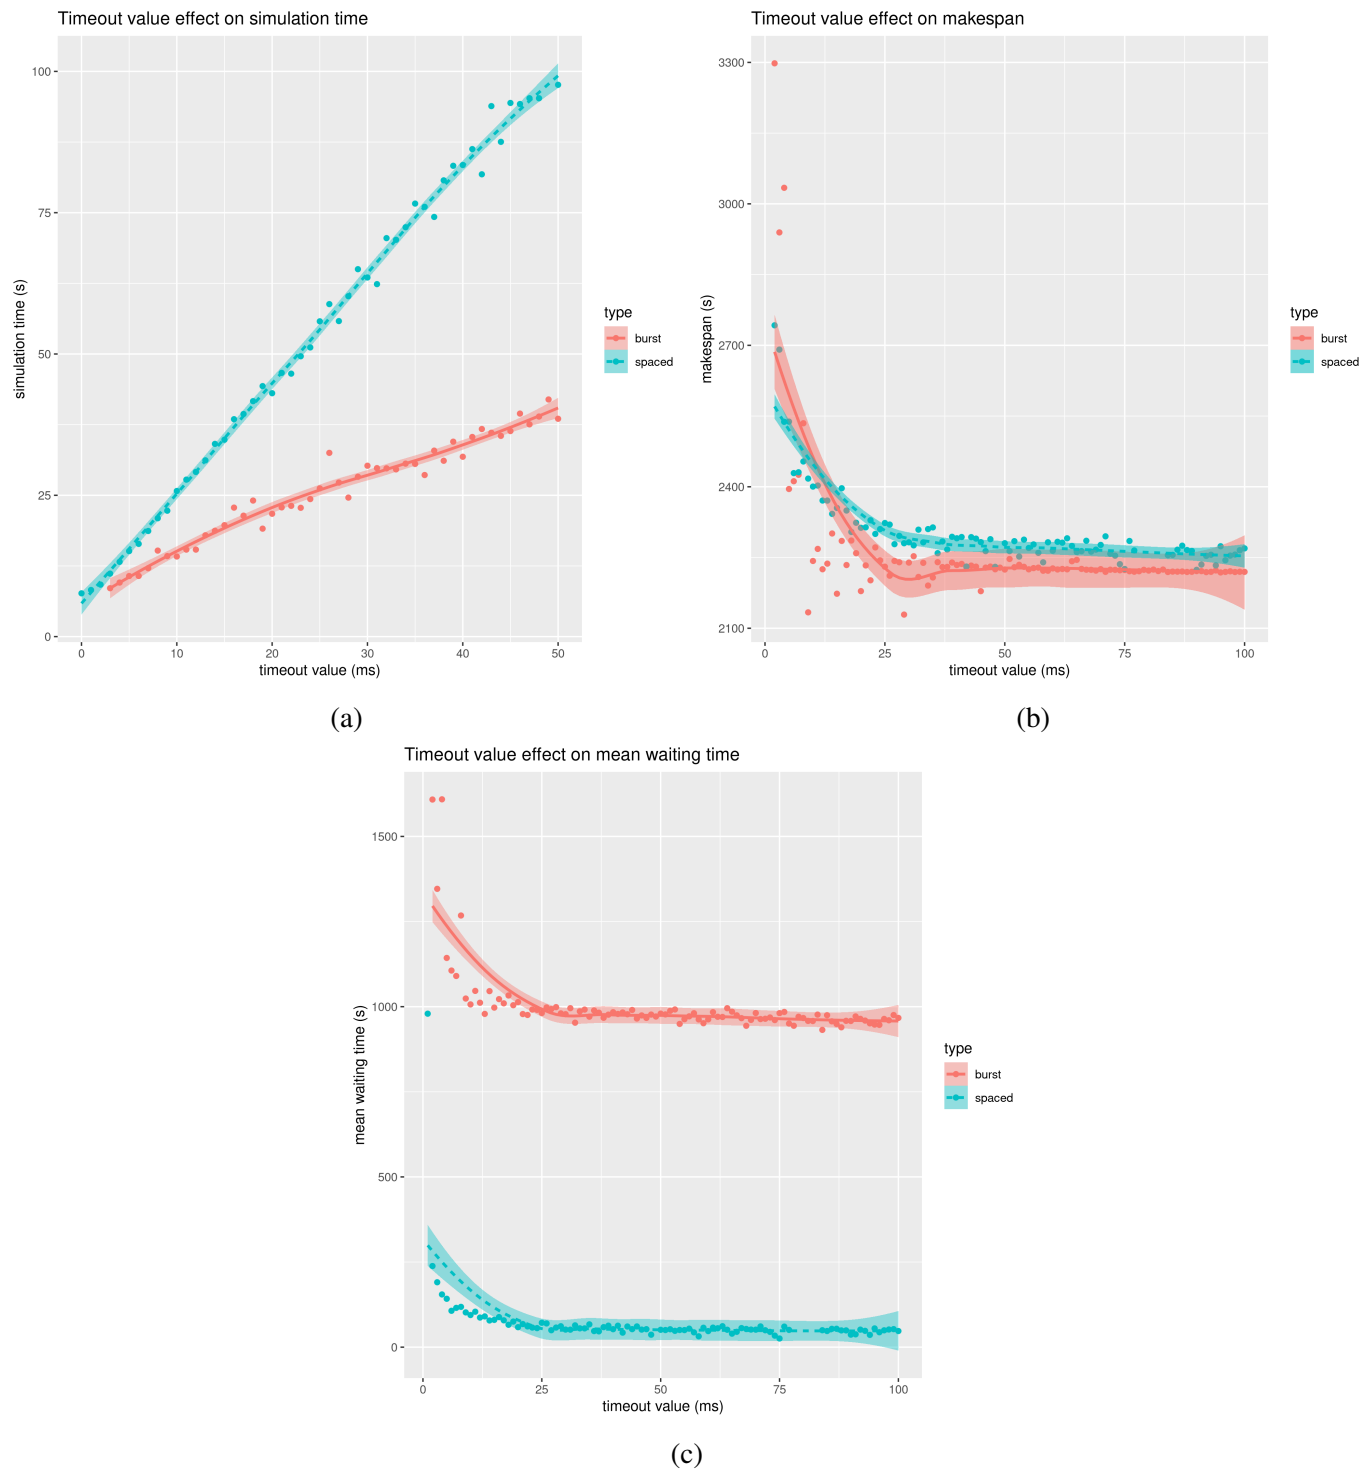 Timeout value effect on simulation time
100
75
50
25
0
0
10
20
30
40
50
simulation time (s)
timeout value (ms)
type
burst
spaced
(a)
Timeout value effect on makespan
3300
3000
2700
2400
2100
0
25
50
75
100
makespan (s)
timeout value (ms)
type
burst
spaced
(b)
Timeout value effect on mean waiting time
1500
1000
500
0
0
25
50
75
100
mean waiting time (s)
timeout value (ms)
type
burst
spaced
(c)